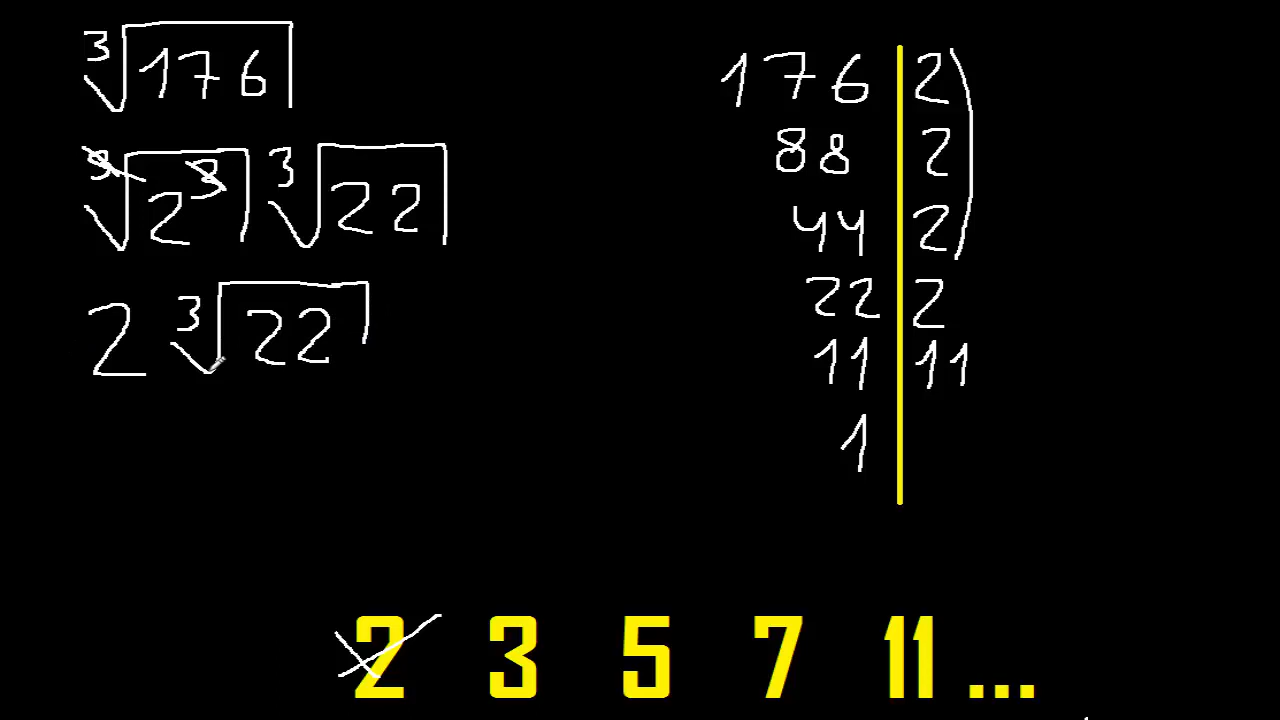 ∛176
∛2³ ∛22
2 ∛22
176 | 2
88 | 2
44 | 2
22 | 2
11 | 11
1
2 3 5 7 11 ...